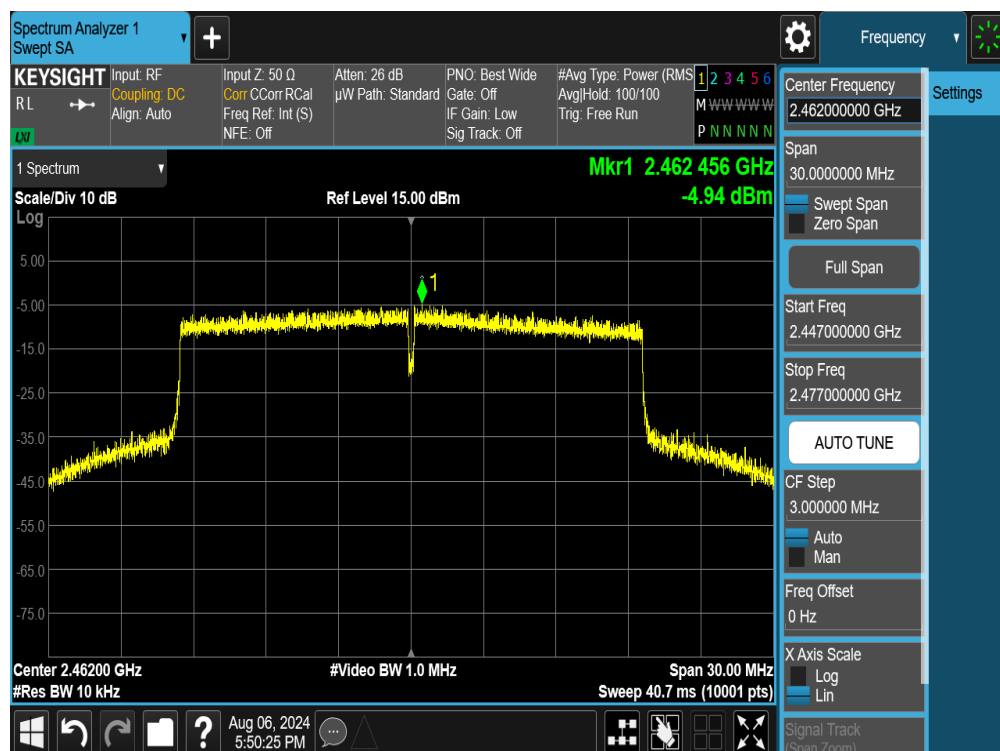 Spectrum Analyzer 1
Swept SA
Frequency
KEYSIGHT
RL
LXI
Input: RF
Coupling: DC
Align: Auto
Input Z: 50 Ω
Corr CCorr RCal
Freq Ref: Int (S)
NFE: Off
Atten: 26 dB
µW Path: Standard
PNO: Best Wide
Gate: Off
IF Gain: Low
Sig Track: Off
#Avg Type: Power (RMS
Avg|Hold: 100/100
Trig: Free Run
1 2 3 4 5 6
M W W W W W
P N N N N N
Center Frequency
2.462000000 GHz
Settings
1 Spectrum
Mkr1 2.462 456 GHz
-4.94 dBm
Scale/Div 10 dB
Ref Level 15.00 dBm
Log
5.00
-5.00
-15.0
-25.0
-35.0
-45.0
-55.0
-65.0
-75.0
1
Span
30.0000000 MHz
Swept Span
Zero Span
Full Span
Start Freq
2.447000000 GHz
Stop Freq
2.477000000 GHz
AUTO TUNE
CF Step
3.000000 MHz
Auto
Man
Freq Offset
0 Hz
X Axis Scale
Log
Lin
Signal Track
(Span Zoom)
Center 2.46200 GHz
#Video BW 1.0 MHz
Span 30.00 MHz
#Res BW 10 kHz
Sweep 40.7 ms (10001 pts)
?
Aug 06, 2024
5:50:25 PM